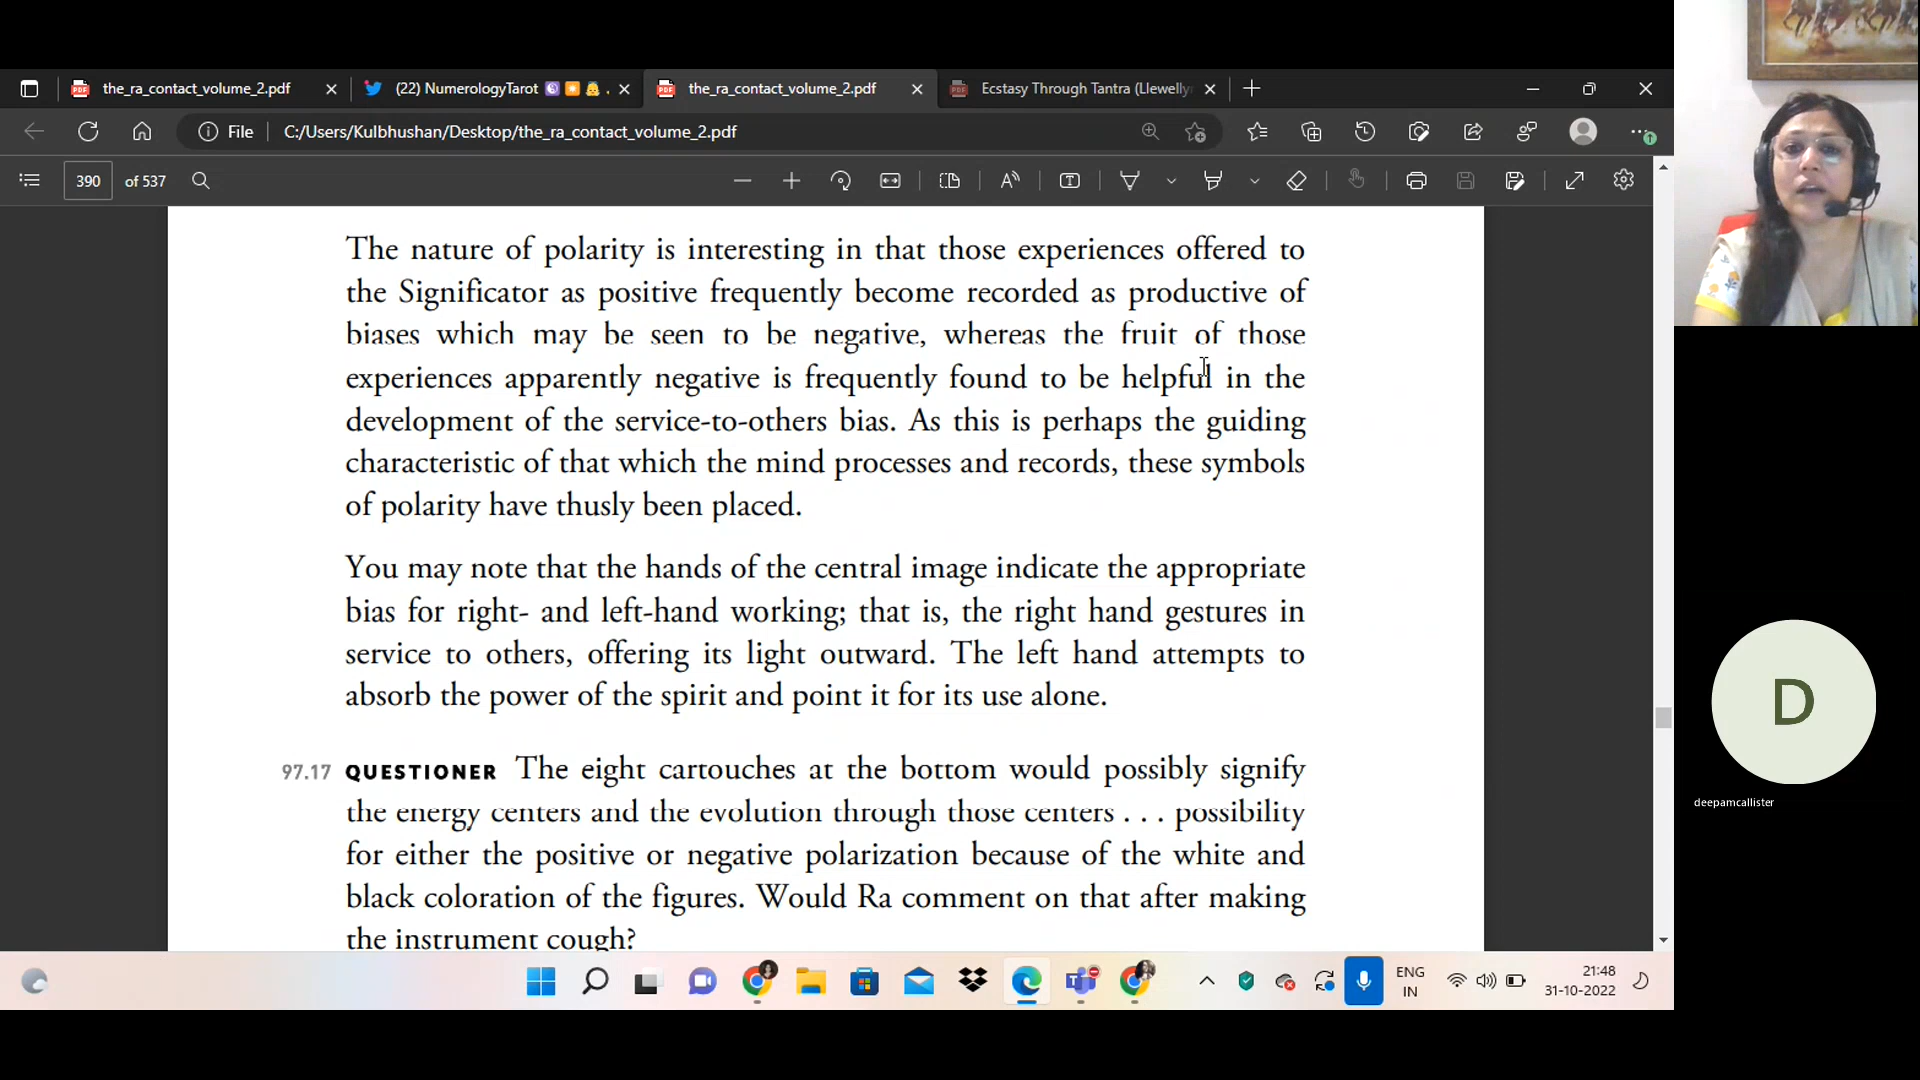 the_ra_contact_volume_2.pdf
(22) NumerologyTarot
the_ra_contact_volume_2.pdf
Ecstasy Through Tantra (Llewelly
File
C:/Users/Kulbhushan/Desktop/the_ra_contact_volume_2.pdf
390 of 537
The nature of polarity is interesting in that those experiences offered to
the Significator as positive frequently become recorded as productive of
biases which may be seen to be negative, whereas the fruit of those
experiences apparently negative is frequently found to be helpful in the
development of the service-to-others bias. As this is perhaps the guiding
characteristic of that which the mind processes and records, these symbols
of polarity have thusly been placed.
You may note that the hands of the central image indicate the appropriate
bias for right- and left-hand working; that is, the right hand gestures in
service to others, offering its light outward. The left hand attempts to
absorb the power of the spirit and point it for its use alone.
97.17 QUESTIONER The eight cartouches at the bottom would possibly signify
the energy centers and the evolution through those centers . . . possibility
for either the positive or negative polarization because of the white and
black coloration of the figures. Would Ra comment on that after making
the instrument cough?
D
deepamcallister
ENG
IN
21:48
31-10-2022